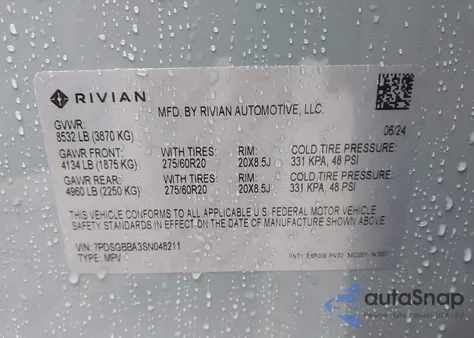 RIVIAN
MFD. BY RIVIAN AUTOMOTIVE, LLC.
GVWR:
8532 LB (3870 KG)
06/24
GAWR FRONT: WITH TIRES: RIM: COLD TIRE PRESSURE:
4134 LB (1875 KG) 275/60R20 20X8.5J 331 KPA, 48 PSI
GAWR REAR: WITH TIRES: RIM: COLD TIRE PRESSURE:
4960 LB (2250 KG) 275/60R20 20X8.5J 331 KPA, 48 PSI
THIS VEHICLE CONFORMS TO ALL APPLICABLE U.S. FEDERAL MOTOR VEHICLE
SAFETY STANDARDS IN EFFECT ON THE DATE OF MANUFACTURE SHOWN ABOVE.
VIN: 7PDSGBBA3SN048211
TYPE: MPV
autoSnap